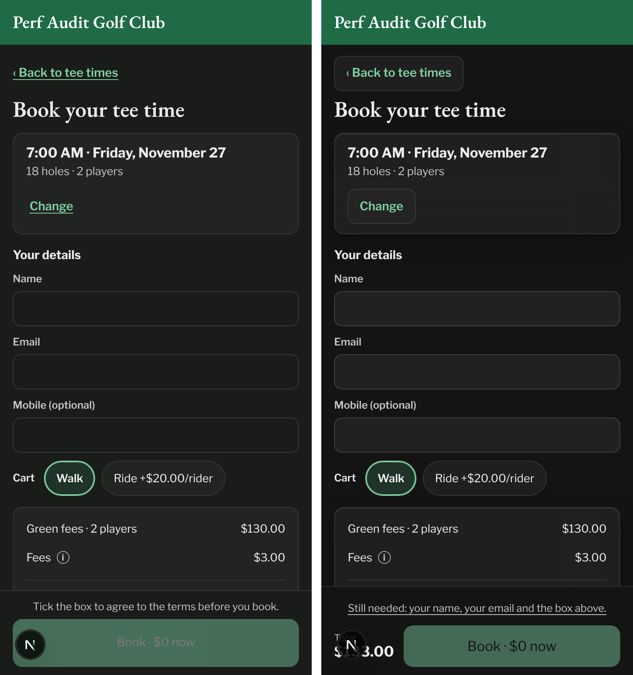 Perf Audit Golf Club
‹ Back to tee times
Book your tee time
7:00 AM · Friday, November 27
18 holes · 2 players
Change
Your details
Name
Email
Mobile (optional)
Cart
Walk
Ride +$20.00/rider
Green fees · 2 players
$130.00
Fees ⓘ
$3.00
Tick the box to agree to the terms before you book.
Book · $0 now
N
Perf Audit Golf Club
‹ Back to tee times
Book your tee time
7:00 AM · Friday, November 27
18 holes · 2 players
Change
Your details
Name
Email
Mobile (optional)
Cart
Walk
Ride +$20.00/rider
Green fees · 2 players
$130.00
Fees ⓘ
$3.00
Still needed: your name, your email and the box above.
N
Book · $0 now